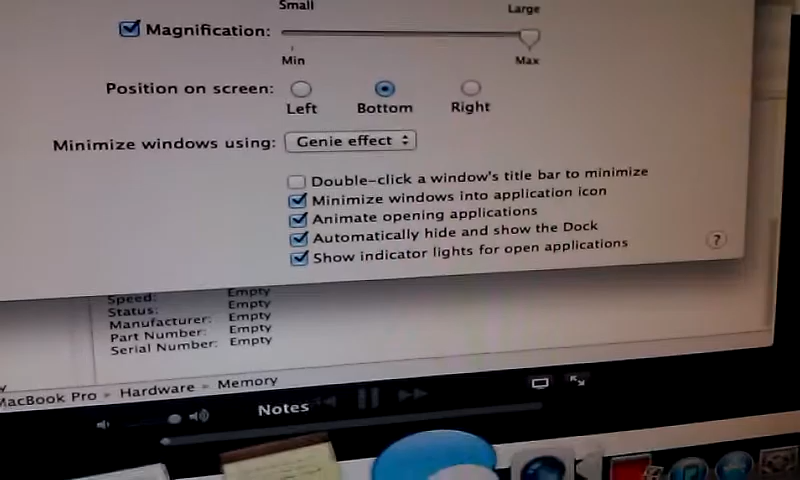 Small Large
Magnification:
Min Max
Position on screen:
Left Bottom Right
Minimize windows using: Genie effect
Double-click a window's title bar to minimize
Minimize windows into application icon
Animate opening applications
Automatically hide and show the Dock
Show indicator lights for open applications
?
Speed: Empty
Status: Empty
Manufacturer: Empty
Part Number: Empty
Serial Number: Empty
MacBook Pro ▸ Hardware ▸ Memory
Notes